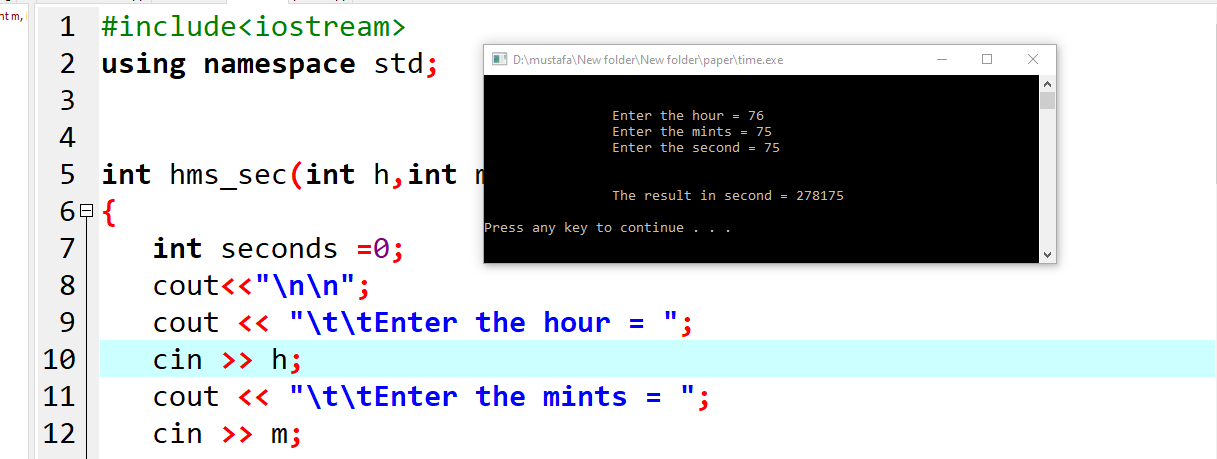 nt m,
1 #include<iostream>
2 using namespace std;
3
4
5 int hms_sec(int h,int m
6 {
7 int seconds =0;
8 cout<<"\n\n";
9 cout << "\t\tEnter the hour = ";
10 cin >> h;
11 cout << "\t\tEnter the mints = ";
12 cin >> m;
D:\mustafa\New folder\New folder\paper\time.exe
Enter the hour = 76
Enter the mints = 75
Enter the second = 75
The result in second = 278175
Press any key to continue . . .